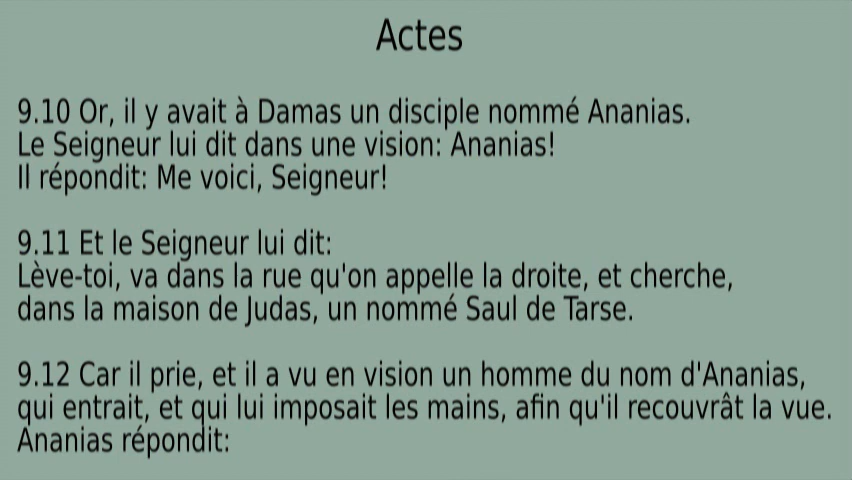 Actes
9.10 Or, il y avait à Damas un disciple nommé Ananias.
Le Seigneur lui dit dans une vision: Ananias!
Il répondit: Me voici, Seigneur!
9.11 Et le Seigneur lui dit:
Lève-toi, va dans la rue qu'on appelle la droite, et cherche,
dans la maison de Judas, un nommé Saul de Tarse.
9.12 Car il prie, et il a vu en vision un homme du nom d'Ananias,
qui entrait, et qui lui imposait les mains, afin qu'il recouvrât la vue.
Ananias répondit: